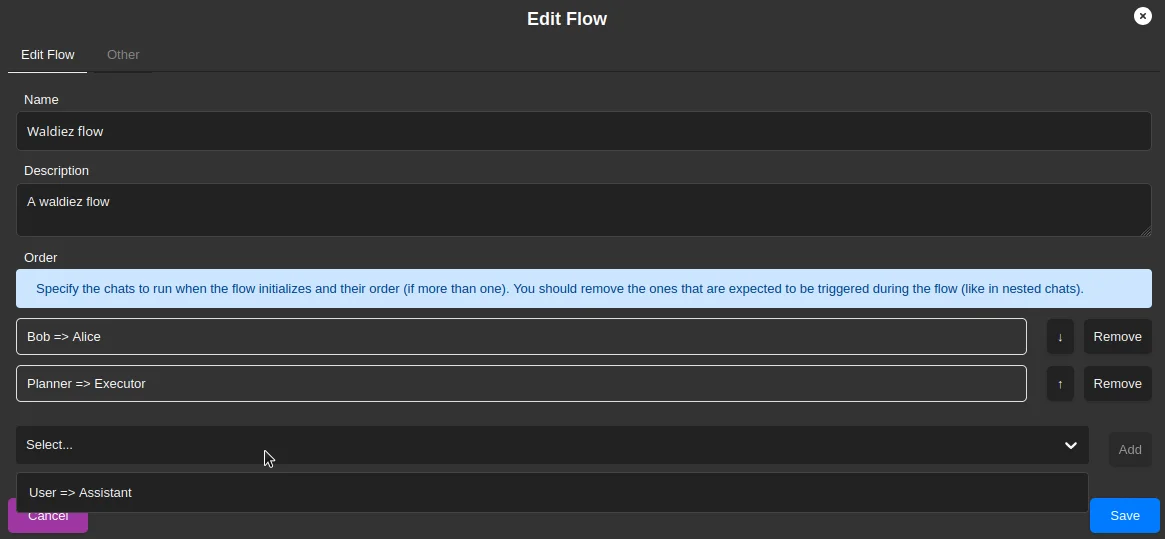 Edit Flow
Edit Flow Other
Name
Waldiez flow
Description
A waldiez flow
Order
Specify the chats to run when the flow initializes and their order (if more than one). You should remove the ones that are expected to be triggered during the flow (like in nested chats).
Bob => Alice ↓ Remove
Planner => Executor ↑ Remove
Select... Add
User => Assistant
Cancel Save